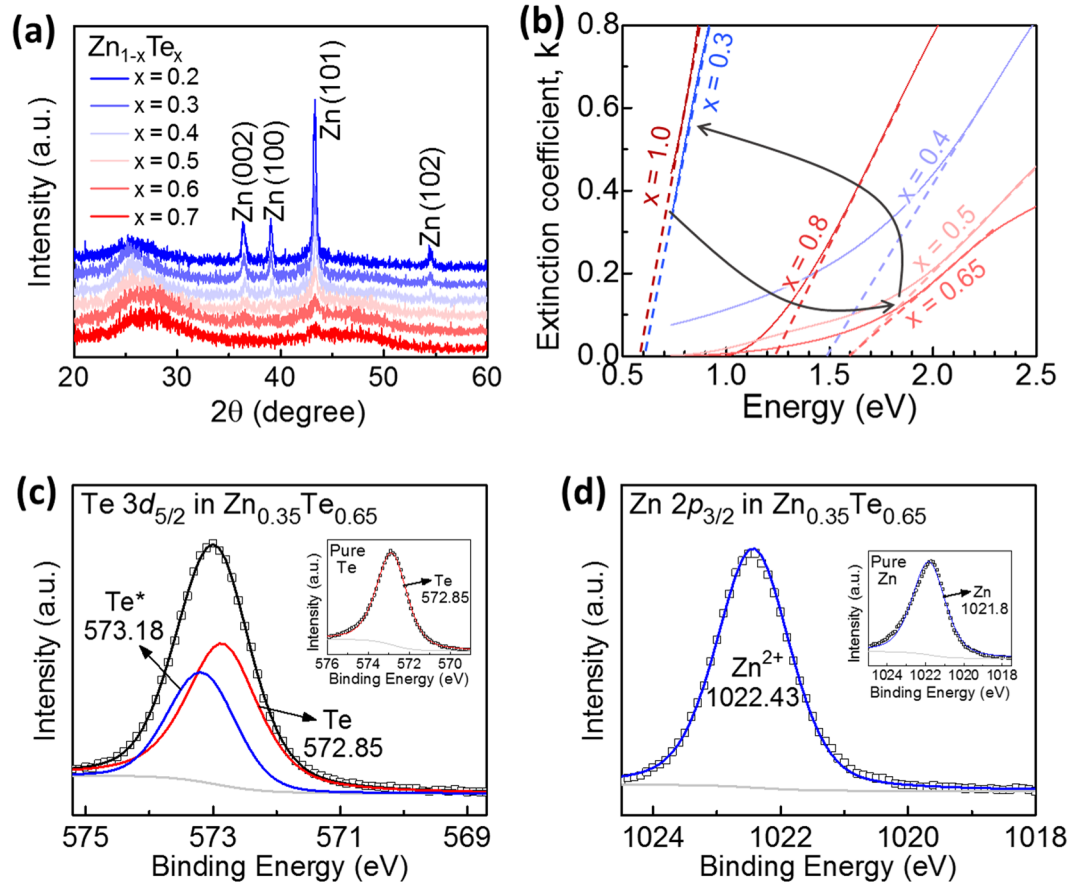 (a)
Zn1-xTex
x = 0.2
x = 0.3
x = 0.4
x = 0.5
x = 0.6
x = 0.7
Zn (002)
Zn (100)
Zn (101)
Zn (102)
Intensity (a.u.)
20 30 40 50 60
2θ (degree)
(b)
Extinction coefficient, k
0.8
0.6
0.4
0.2
0.0
x = 1.0
x = 0.3
x = 0.8
x = 0.4
x = 0.5
x = 0.65
0.5 1.0 1.5 2.0 2.5
Energy (eV)
(c)
Te 3d5/2 in Zn0.35Te0.65
Te*
573.18
Te
572.85
Intensity (a.u.)
575 573 571 569
Binding Energy (eV)
Pure
Te
Te
572.85
Intensity (a.u.)
576 574 572 570
Binding Energy (eV)
(d)
Zn 2p3/2 in Zn0.35Te0.65
Zn2+
1022.43
Intensity (a.u.)
1024 1022 1020 1018
Binding Energy (eV)
Pure
Zn
Zn
1021.8
Intensity (a.u.)
1024 1022 1020 1018
Binding Energy (eV)